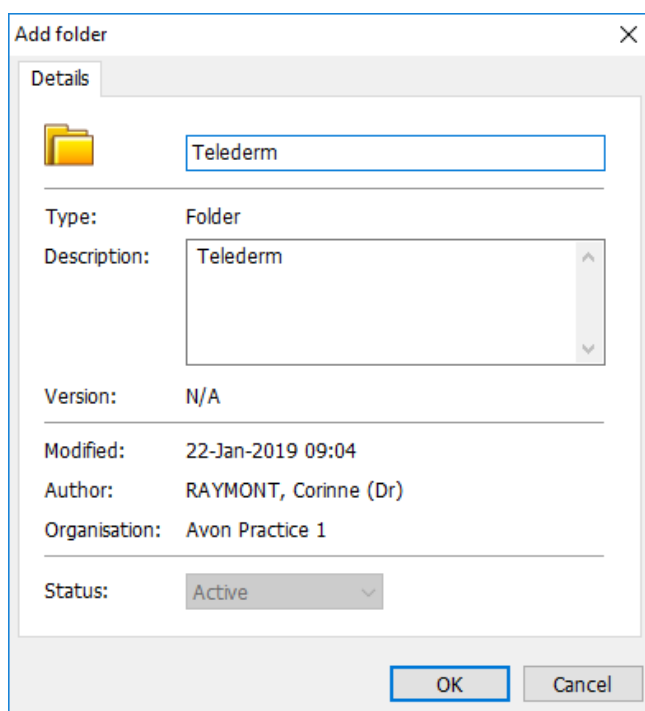 Add folder
Details
Telederm
Type: Folder
Description: Telederm
Version: N/A
Modified: 22-Jan-2019 09:04
Author: RAYMONT, Corinne (Dr)
Organisation: Avon Practice 1
Status: Active
OK Cancel